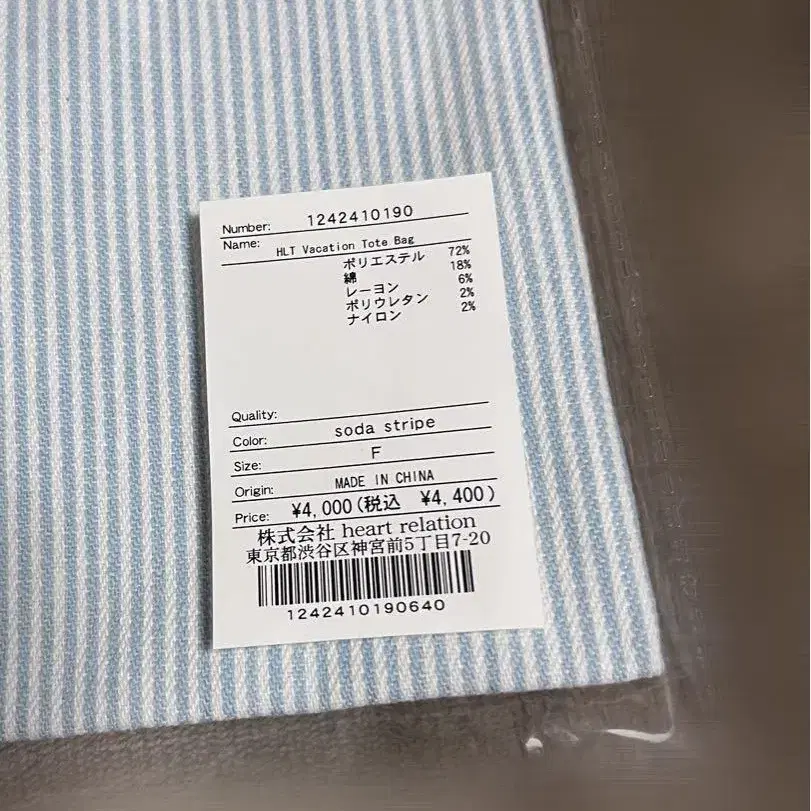 Number: 1242410190
Name: HLT Vacation Tote Bag
ポリエステル 72%
綿 18%
レーヨン 6%
ポリウレタン 2%
ナイロン 2%
Quality:
Color: soda stripe
Size: F
Origin: MADE IN CHINA
Price: ¥4,000(税込 ¥4,400)
株式会社 heart relation
東京都渋谷区神宮前5丁目7-20
1242410190640